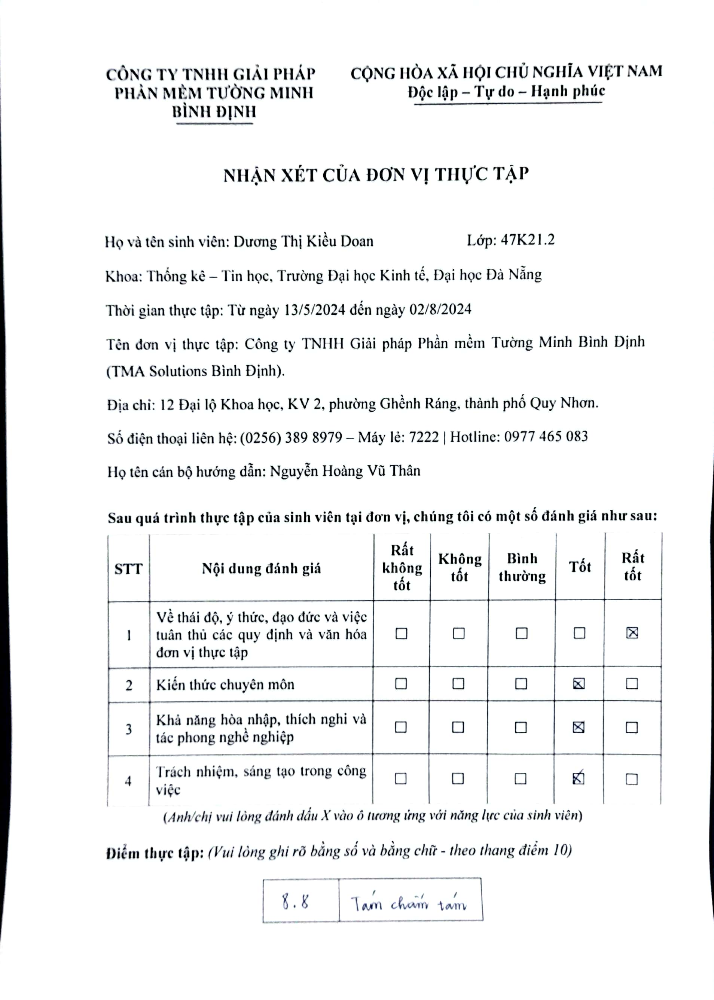 CÔNG TY TNHH GIẢI PHÁP
PHẦN MỀM TƯỜNG MINH
BÌNH ĐỊNH
CỘNG HÒA XÃ HỘI CHỦ NGHĨA VIỆT NAM
Độc lập – Tự do – Hạnh phúc
NHẬN XÉT CỦA ĐƠN VỊ THỰC TẬP
Họ và tên sinh viên: Dương Thị Kiều Doan Lớp: 47K21.2
Khoa: Thống kê – Tin học, Trường Đại học Kinh tế, Đại học Đà Nẵng
Thời gian thực tập: Từ ngày 13/5/2024 đến ngày 02/8/2024
Tên đơn vị thực tập: Công ty TNHH Giải pháp Phần mềm Tường Minh Bình Định
(TMA Solutions Bình Định).
Địa chỉ: 12 Đại lộ Khoa học, KV 2, phường Ghềnh Ráng, thành phố Quy Nhơn.
Số điện thoại liên hệ: (0256) 389 8979 – Máy lẻ: 7222 | Hotline: 0977 465 083
Họ tên cán bộ hướng dẫn: Nguyễn Hoàng Vũ Thân
Sau quá trình thực tập của sinh viên tại đơn vị, chúng tôi có một số đánh giá như sau:
STT Nội dung đánh giá Rất không tốt Không tốt Bình thường Tốt Rất tốt
1 Về thái độ, ý thức, đạo đức và việc
tuân thủ các quy định và văn hóa
đơn vị thực tập ☐ ☐ ☐ ☐ ☒
2 Kiến thức chuyên môn ☐ ☐ ☐ ☒ ☐
3 Khả năng hòa nhập, thích nghi và
tác phong nghề nghiệp ☐ ☐ ☐ ☒ ☐
4 Trách nhiệm, sáng tạo trong công
việc ☐ ☐ ☐ ☒ ☐
(Anh/chị vui lòng đánh dấu X vào ô tương ứng với năng lực của sinh viên)
Điểm thực tập: (Vui lòng ghi rõ bằng số và bằng chữ - theo thang điểm 10)
8.8 Tám chấm tám